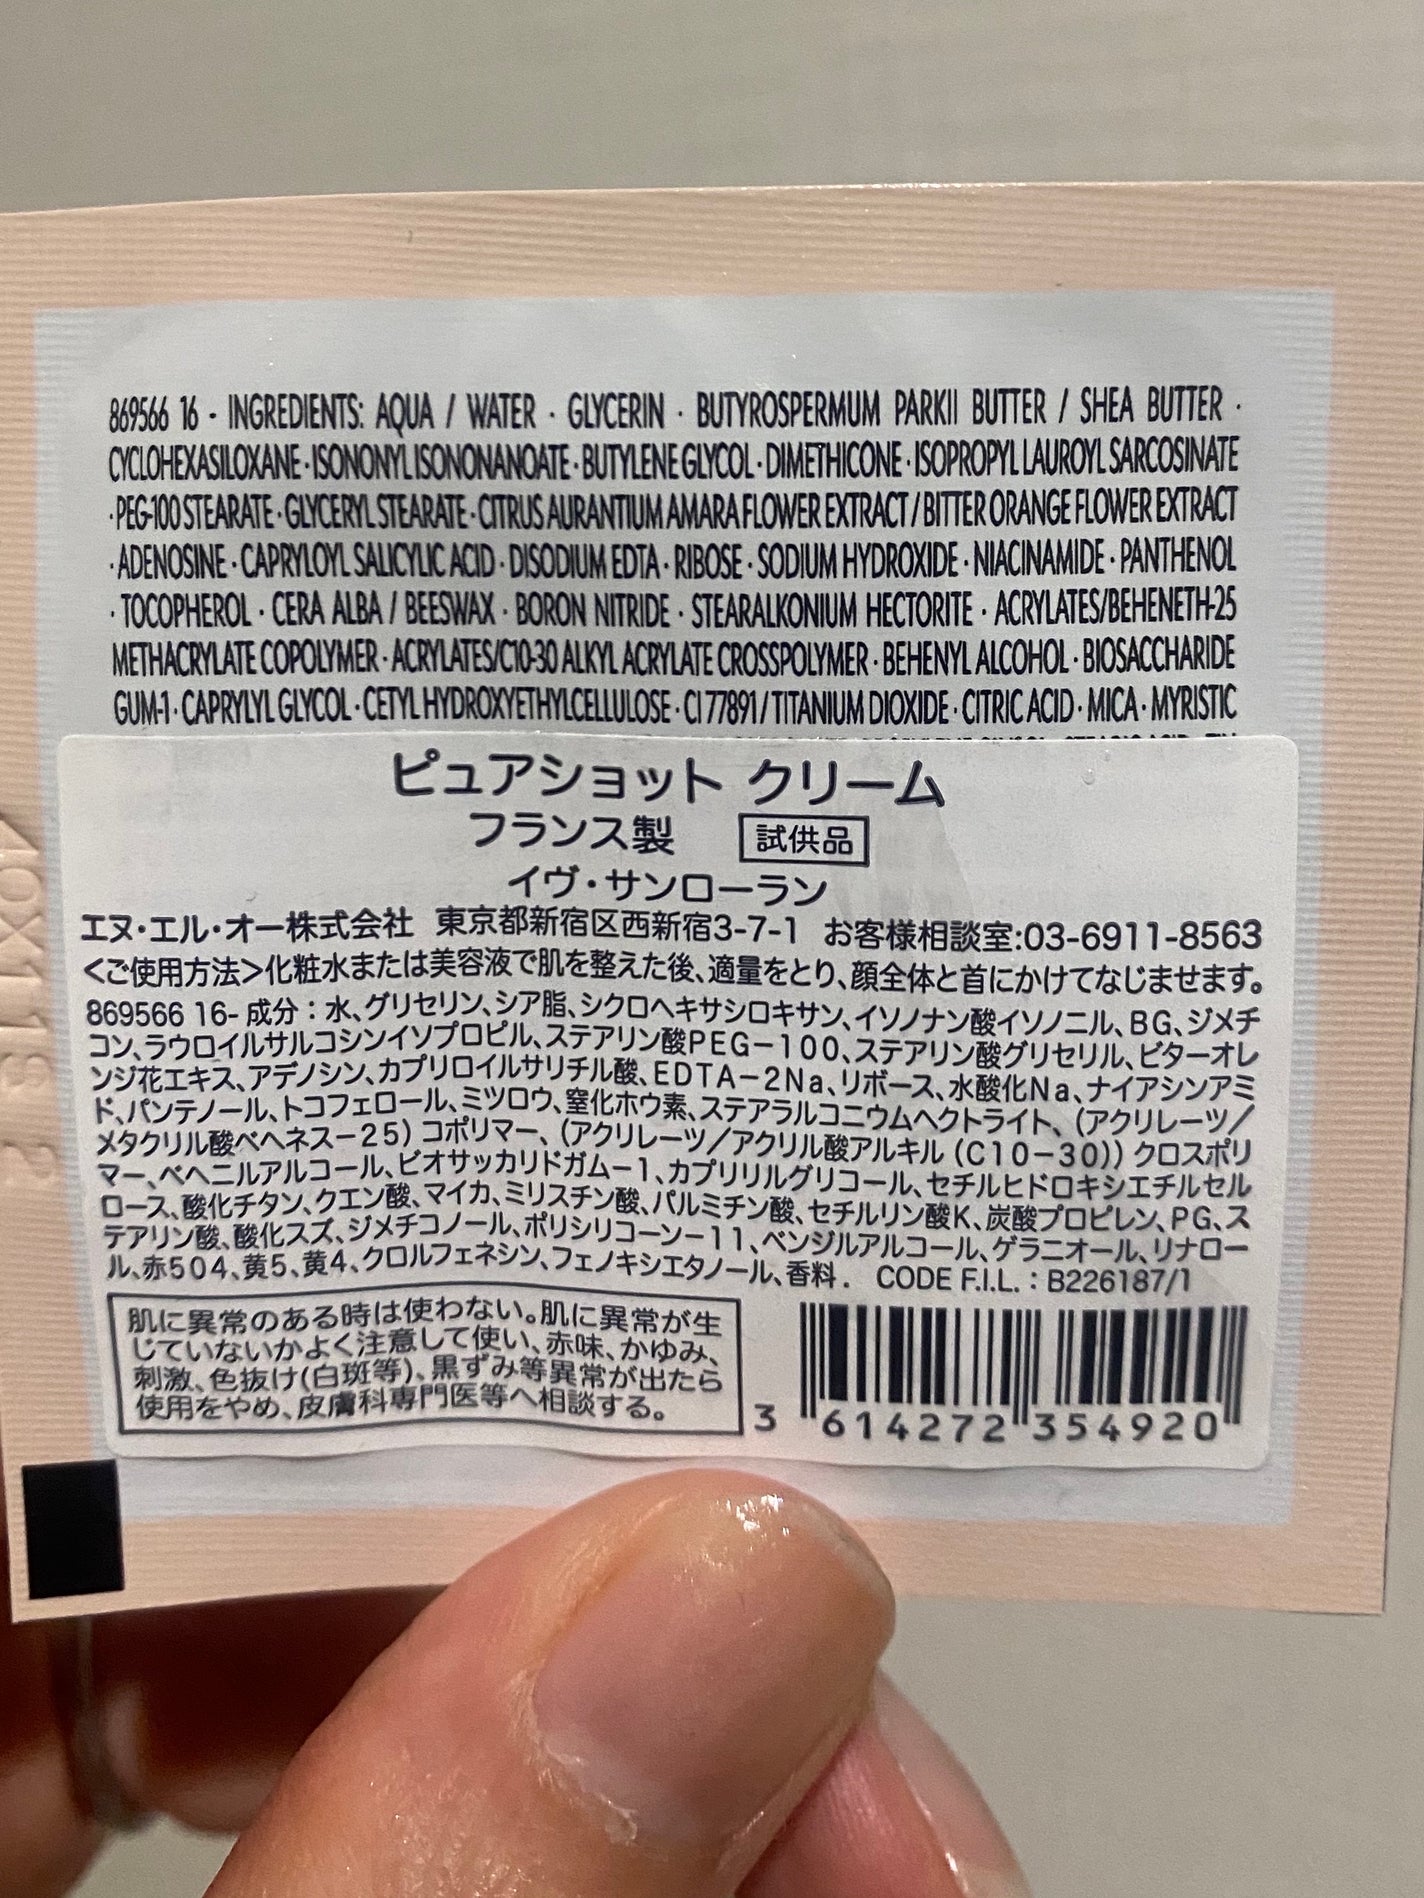 869566 16 - INGREDIENTS: AQUA / WATER · GLYCERIN · BUTYROSPERMUM PARKII BUTTER / SHEA BUTTER ·
CYCLOHEXASILOXANE · ISONONYL ISONONANOATE · BUTYLENE GLYCOL · DIMETHICONE · ISOPROPYL LAUROYL SARCOSINATE
· PEG-100 STEARATE · GLYCERYL STEARATE · CITRUS AURANTIUM AMARA FLOWER EXTRACT / BITTER ORANGE FLOWER EXTRACT
· ADENOSINE · CAPRYLOYL SALICYLIC ACID · DISODIUM EDTA · RIBOSE · SODIUM HYDROXIDE · NIACINAMIDE · PANTHENOL
· TOCOPHEROL · CERA ALBA / BEESWAX · BORON NITRIDE · STEARALKONIUM HECTORITE · ACRYLATES/BEHENETH-25
METHACRYLATE COPOLYMER · ACRYLATES/C10-30 ALKYL ACRYLATE CROSSPOLYMER · BEHENYL ALCOHOL · BIOSACCHARIDE
GUM-1 · CAPRYLYL GLYCOL · CETYL HYDROXYETHYLCELLULOSE · CI 77891 / TITANIUM DIOXIDE · CITRIC ACID · MICA · MYRISTIC
ピュアショット クリーム
フランス製 試供品
イヴ・サンローラン
エヌ・エル・オー株式会社 東京都新宿区西新宿3-7-1 お客様相談室:03-6911-8563
<ご使用方法>化粧水または美容液で肌を整えた後、適量をとり、顔全体と首にかけてなじませます。
869566 16- 成分：水、グリセリン、シア脂、シクロヘキサシロキサン、イソノナン酸イソノニル、BG、ジメチ
コン、ラウロイルサルコシンイソプロピル、ステアリン酸PEG－100、ステアリン酸グリセリル、ビターオレ
ンジ花エキス、アデノシン、カプリロイルサリチル酸、EDTA－2Na、リボース、水酸化Na、ナイアシンアミ
ド、パンテノール、トコフェロール、ミツロウ、窒化ホウ素、ステアラルコニウムヘクトライト、（アクリレーツ／
メタクリル酸ベヘネス－25）コポリマー、（アクリレーツ／アクリル酸アルキル（C10－30））クロスポリ
マー、ベヘニルアルコール、ビオサッカリドガム－1、カプリリルグリコール、セチルヒドロキシエチルセル
ロース、酸化チタン、クエン酸、マイカ、ミリスチン酸、パルミチン酸、セチルリン酸K、炭酸プロピレン、PG、ス
テアリン酸、酸化スズ、ジメチコノール、ポリシリコーン－11、ベンジルアルコール、ゲラニオール、リナロー
ル、赤504、黄5、黄4、クロルフェネシン、フェノキシエタノール、香料． CODE F.I.L.：B226187/1
肌に異常のある時は使わない。肌に異常が生
じていないかよく注意して使い、赤味、かゆみ、
刺激、色抜け(白斑等)、黒ずみ等異常が出たら
使用をやめ、皮膚科専門医等へ相談する。
3 614272 354920